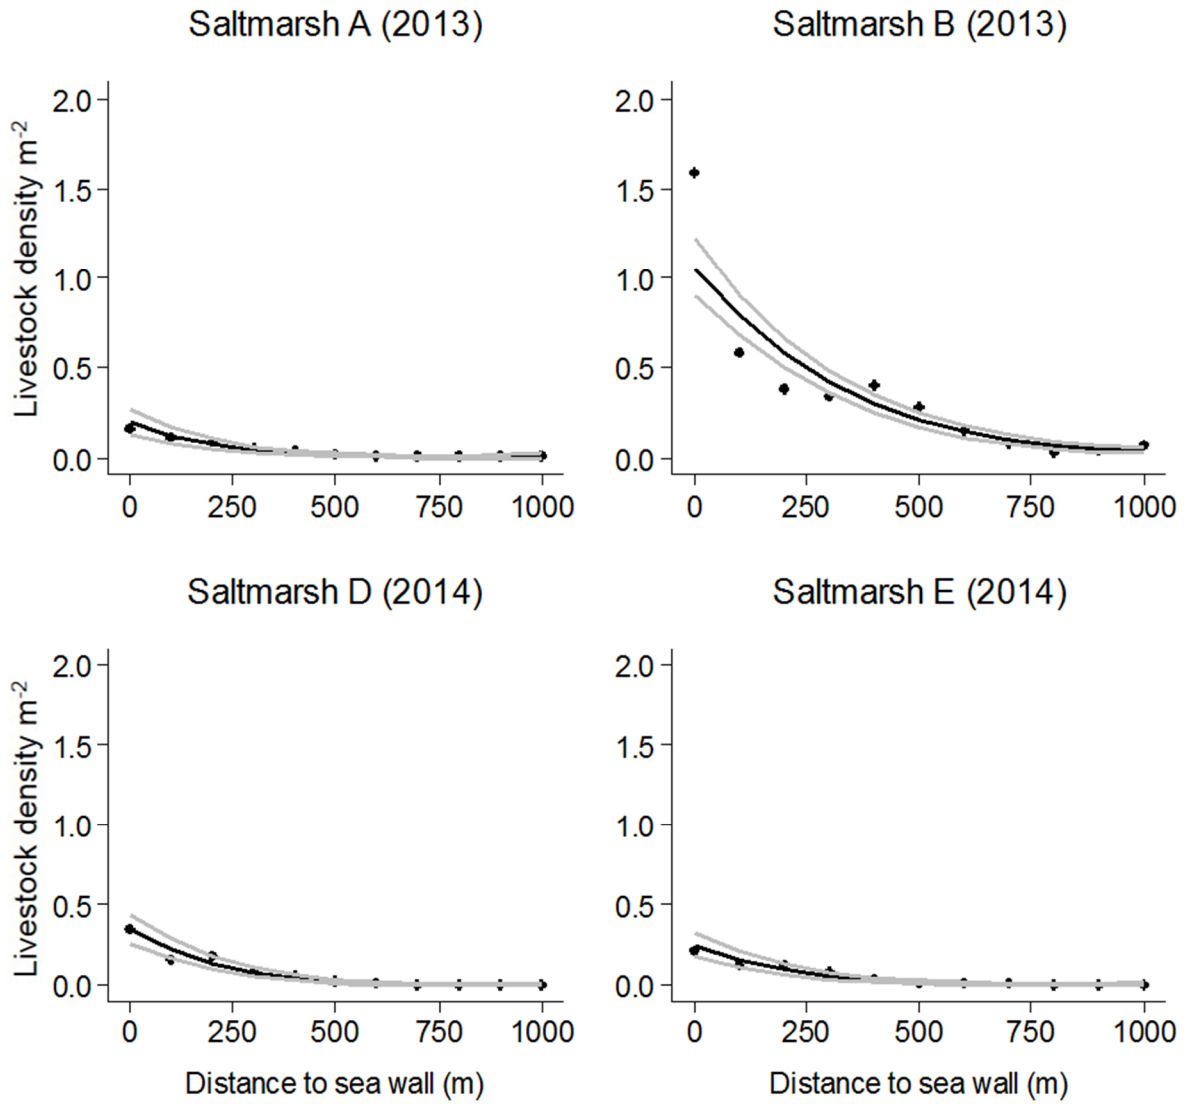 Saltmarsh A (2013)
Saltmarsh B (2013)
Livestock density m⁻²
2.0
1.5
1.0
0.5
0.0
0 250 500 750 1000
2.0
1.5
1.0
0.5
0.0
0 250 500 750 1000
Saltmarsh D (2014)
Saltmarsh E (2014)
Livestock density m⁻²
2.0
1.5
1.0
0.5
0.0
0 250 500 750 1000
Distance to sea wall (m)
2.0
1.5
1.0
0.5
0.0
0 250 500 750 1000
Distance to sea wall (m)